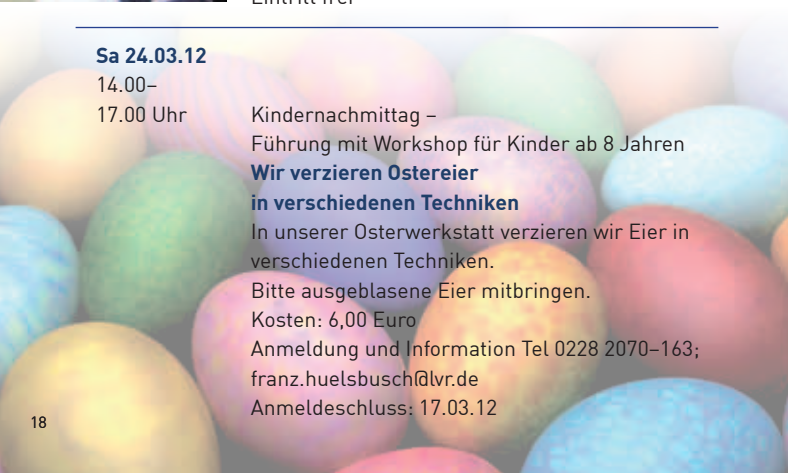 Eintritt frei
Sa 24.03.12
14.00–
17.00 Uhr
Kindernachmittag –
Führung mit Workshop für Kinder ab 8 Jahren
Wir verzieren Ostereier
in verschiedenen Techniken
In unserer Osterwerkstatt verzieren wir Eier in
verschiedenen Techniken.
Bitte ausgeblasene Eier mitbringen.
Kosten: 6,00 Euro
Anmeldung und Information Tel 0228 2070–163;
franz.huelsbusch@lvr.de
Anmeldeschluss: 17.03.12
18